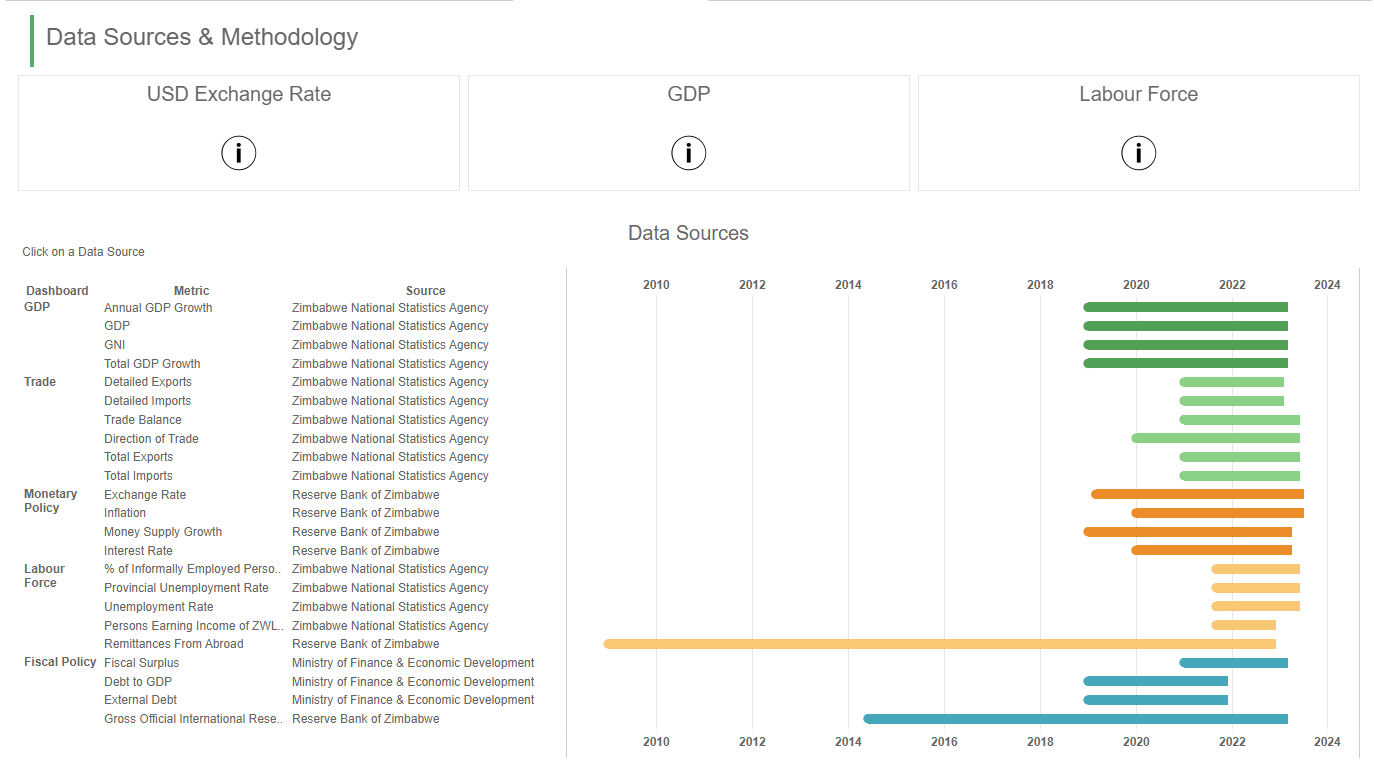 Data Sources & Methodology
USD Exchange Rate
GDP
Labour Force
i
i
i
Data Sources
Click on a Data Source
2010 2012 2014 2016 2018 2020 2022 2024
Dashboard Metric Source
GDP Annual GDP Growth Zimbabwe National Statistics Agency
GDP Zimbabwe National Statistics Agency
GNI Zimbabwe National Statistics Agency
Total GDP Growth Zimbabwe National Statistics Agency
Trade Detailed Exports Zimbabwe National Statistics Agency
Detailed Imports Zimbabwe National Statistics Agency
Trade Balance Zimbabwe National Statistics Agency
Direction of Trade Zimbabwe National Statistics Agency
Total Exports Zimbabwe National Statistics Agency
Total Imports Zimbabwe National Statistics Agency
Monetary Policy Exchange Rate Reserve Bank of Zimbabwe
Inflation Reserve Bank of Zimbabwe
Money Supply Growth Reserve Bank of Zimbabwe
Interest Rate Reserve Bank of Zimbabwe
Labour Force % of Informally Employed Perso.. Zimbabwe National Statistics Agency
Provincial Unemployment Rate Zimbabwe National Statistics Agency
Unemployment Rate Zimbabwe National Statistics Agency
Persons Earning Income of ZWL.. Zimbabwe National Statistics Agency
Remittances From Abroad Reserve Bank of Zimbabwe
Fiscal Policy Fiscal Surplus Ministry of Finance & Economic Development
Debt to GDP Ministry of Finance & Economic Development
External Debt Ministry of Finance & Economic Development
Gross Official International Rese.. Reserve Bank of Zimbabwe
2010 2012 2014 2016 2018 2020 2022 2024